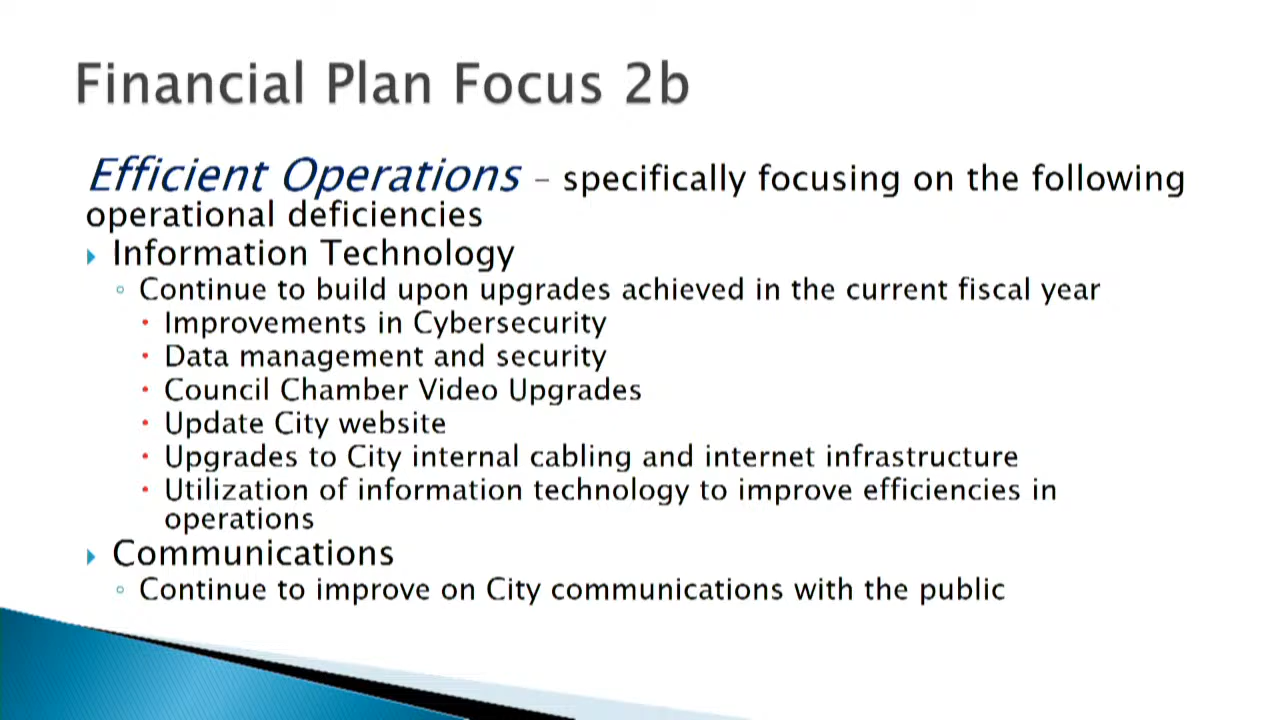 Financial Plan Focus 2b
Efficient Operations – specifically focusing on the following
operational deficiencies
Information Technology
Continue to build upon upgrades achieved in the current fiscal year
Improvements in Cybersecurity
Data management and security
Council Chamber Video Upgrades
Update City website
Upgrades to City internal cabling and internet infrastructure
Utilization of information technology to improve efficiencies in
operations
Communications
Continue to improve on City communications with the public